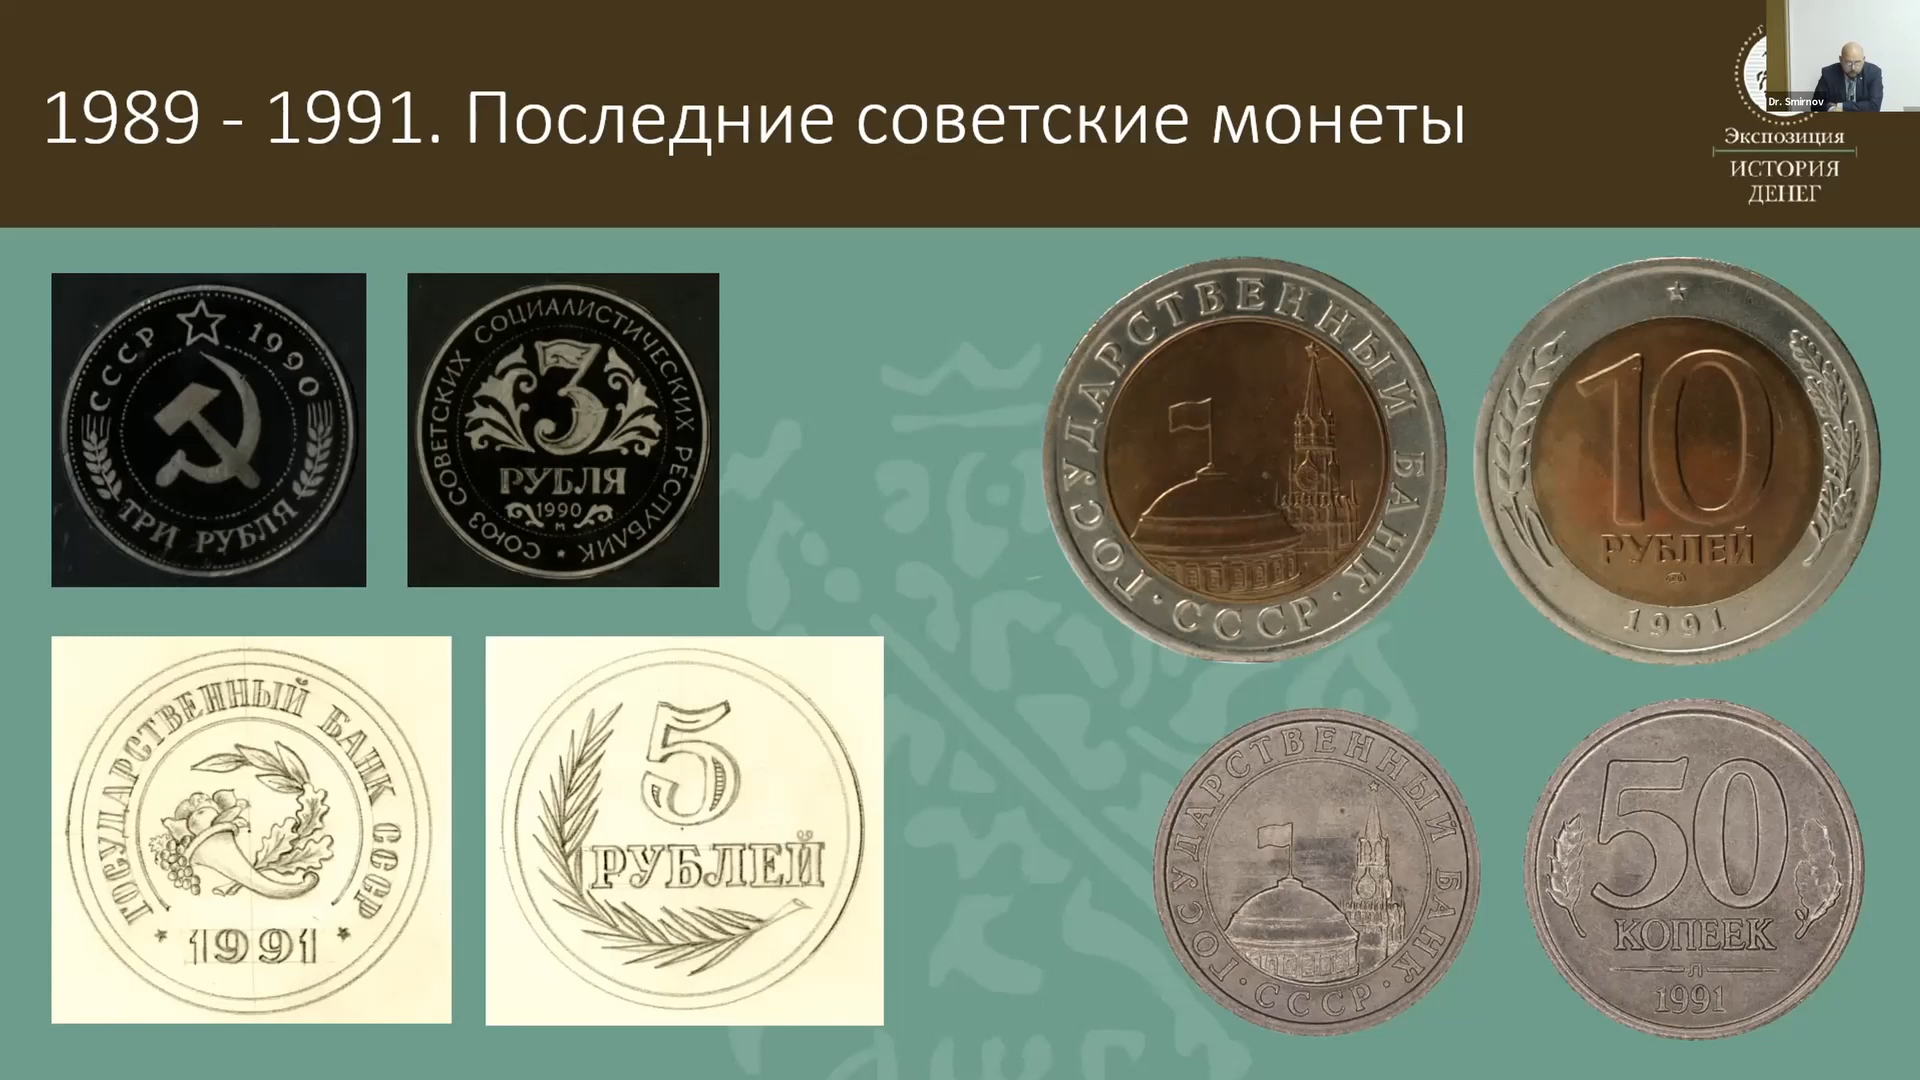 1989 - 1991. Последние советские монеты
Dr. Smirnov
Экспозиция
ИСТОРИЯ
ДЕНЕГ
СССР 1990
ТРИ РУБЛЯ
СОЮЗ СОВЕТСКИХ СОЦИАЛИСТИЧЕСКИХ РЕСПУБЛИК
3
РУБЛЯ
1990
М
ГОСУДАРСТВЕННЫЙ БАНК
СССР
10
РУБЛЕЙ
1991
ГОСУДАРСТВЕННЫЙ БАНК СССР
1991
5
РУБЛЕЙ
ГОСУДАРСТВЕННЫЙ БАНК
СССР
50
КОПЕЕК
Л
1991